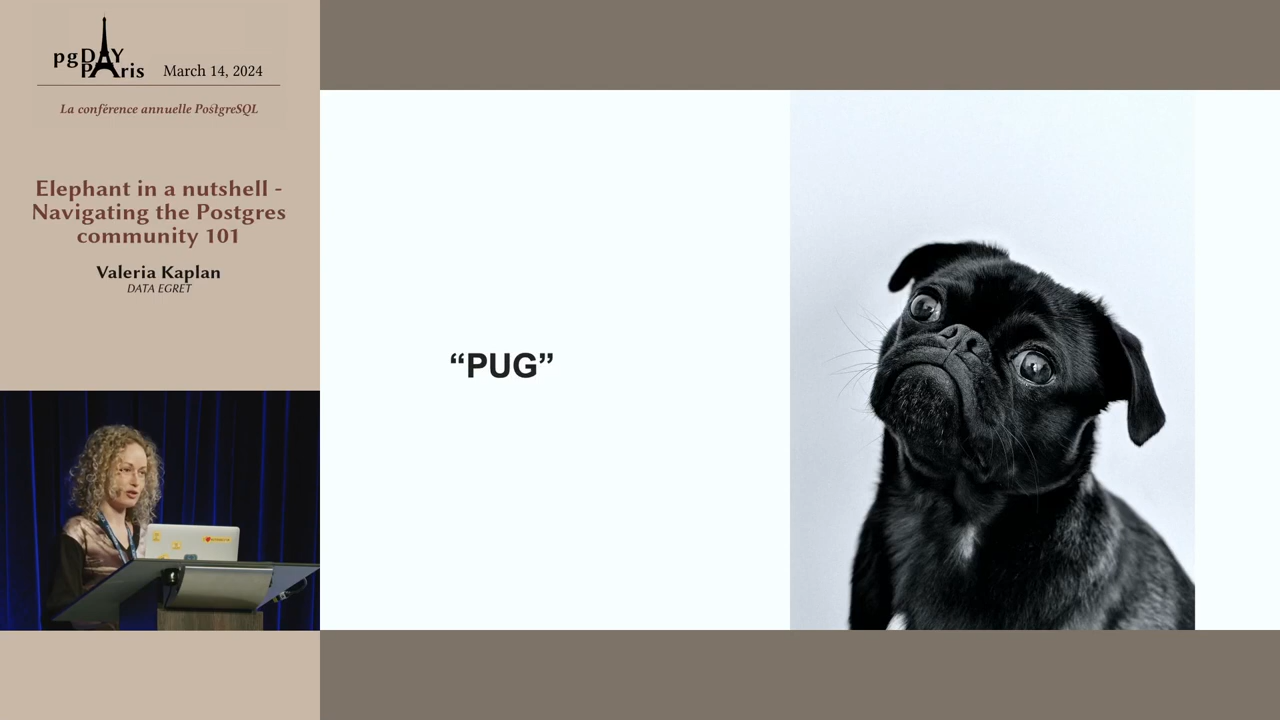 pgDAY
PAris
March 14, 2024
La conférence annuelle PostgreSQL
Elephant in a nutshell -
Navigating the Postgres
community 101
Valeria Kaplan
DATA EGRET
“PUG”